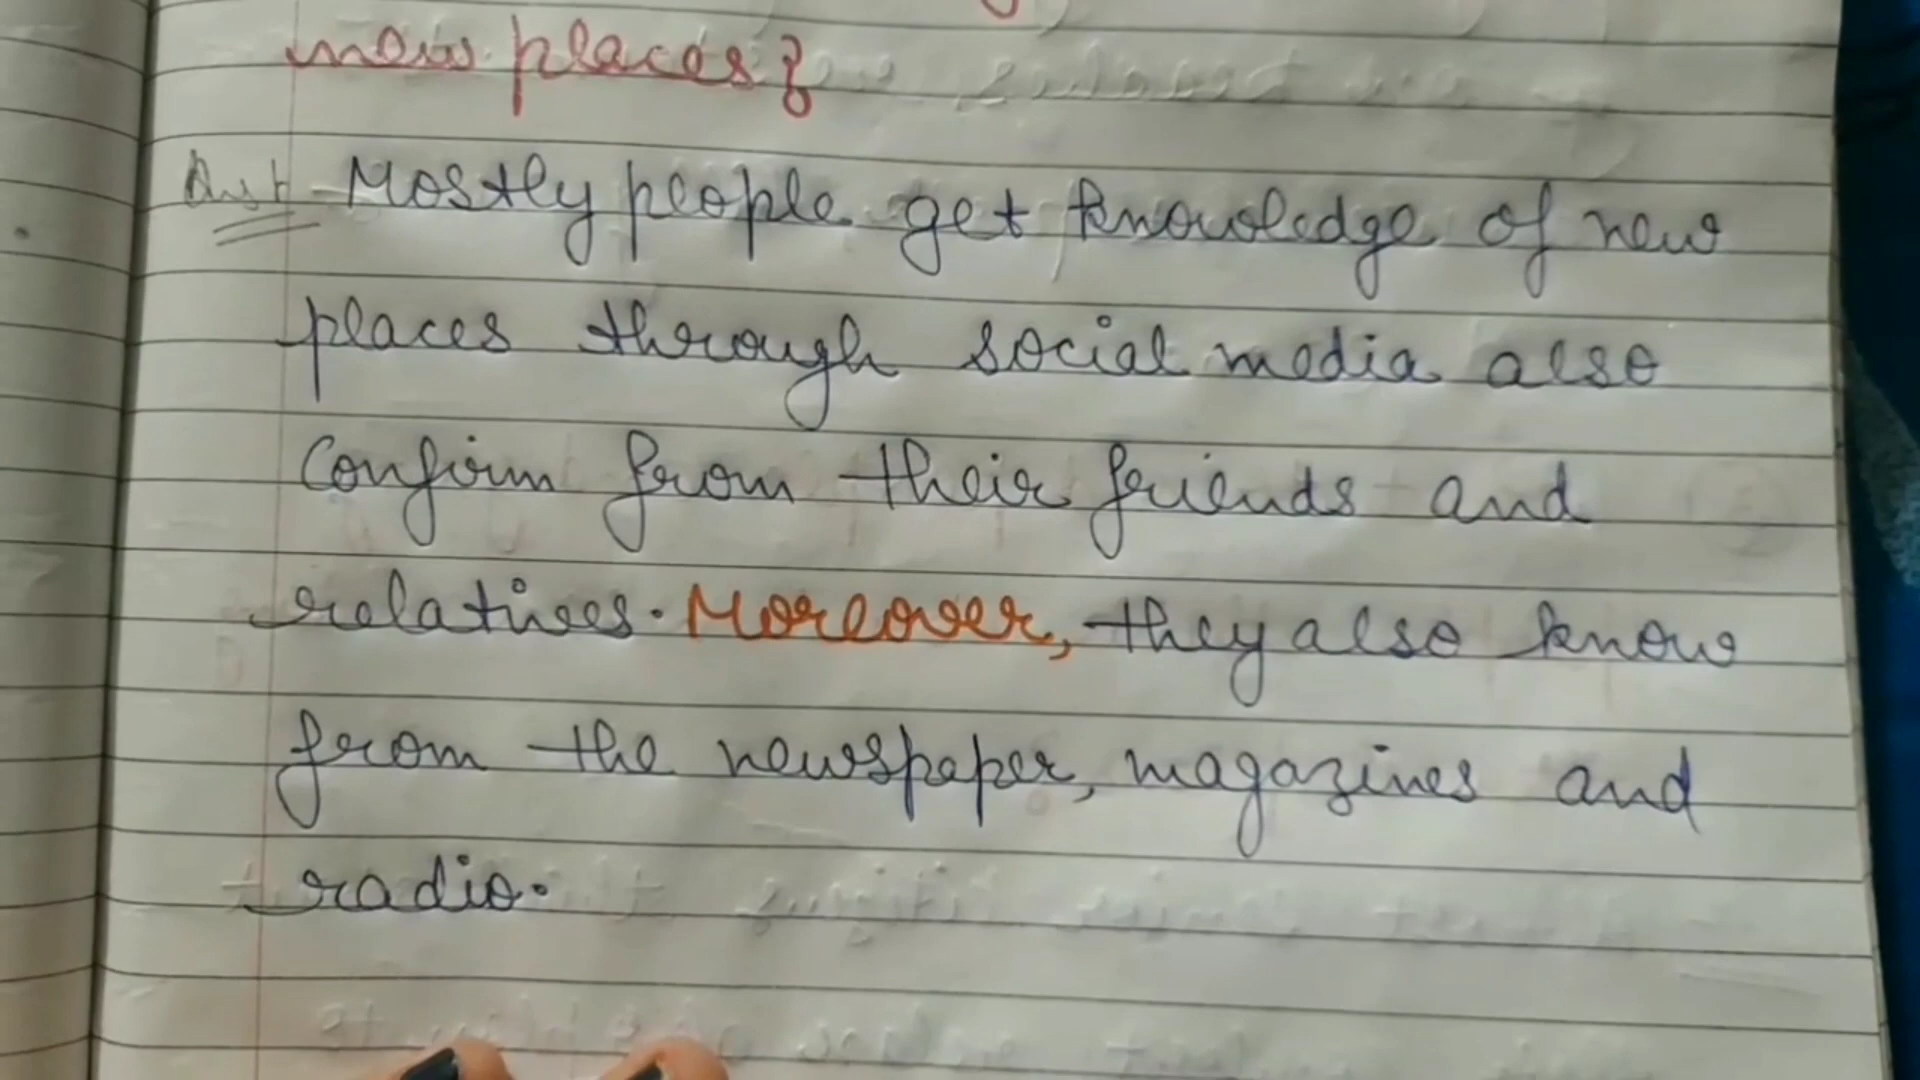 new places?
Ans:- Mostly people get knowledge of new
places through social media also
Confirm from their friends and
relatives. Moreover, they also know
from the newspaper, magazines and
radio.